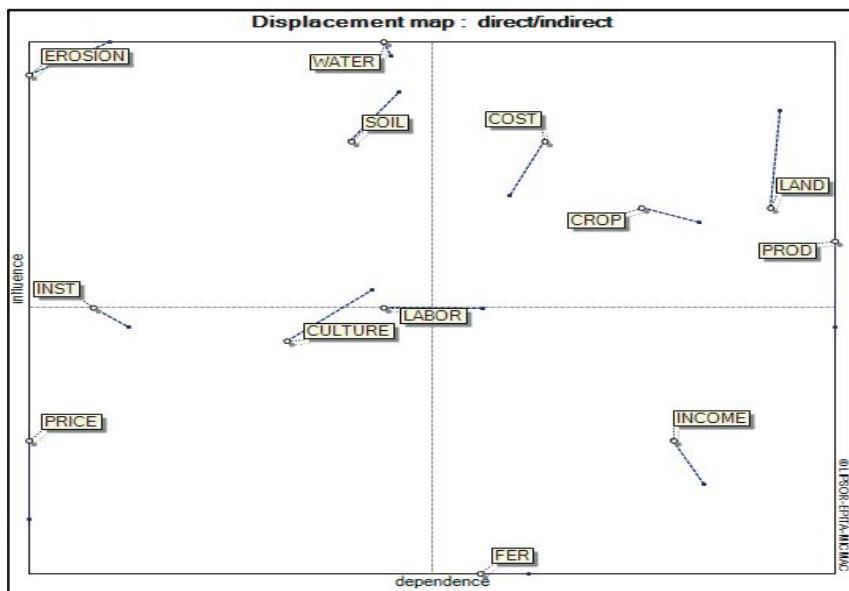 Displacement map : direct/indirect
EROSION
WATER
SOIL
COST
LAND
CROP
PROD
influence
INST
LABOR
CULTURE
PRICE
INCOME
FER
dependence
©LIPSOR-EPITA-MICMAC